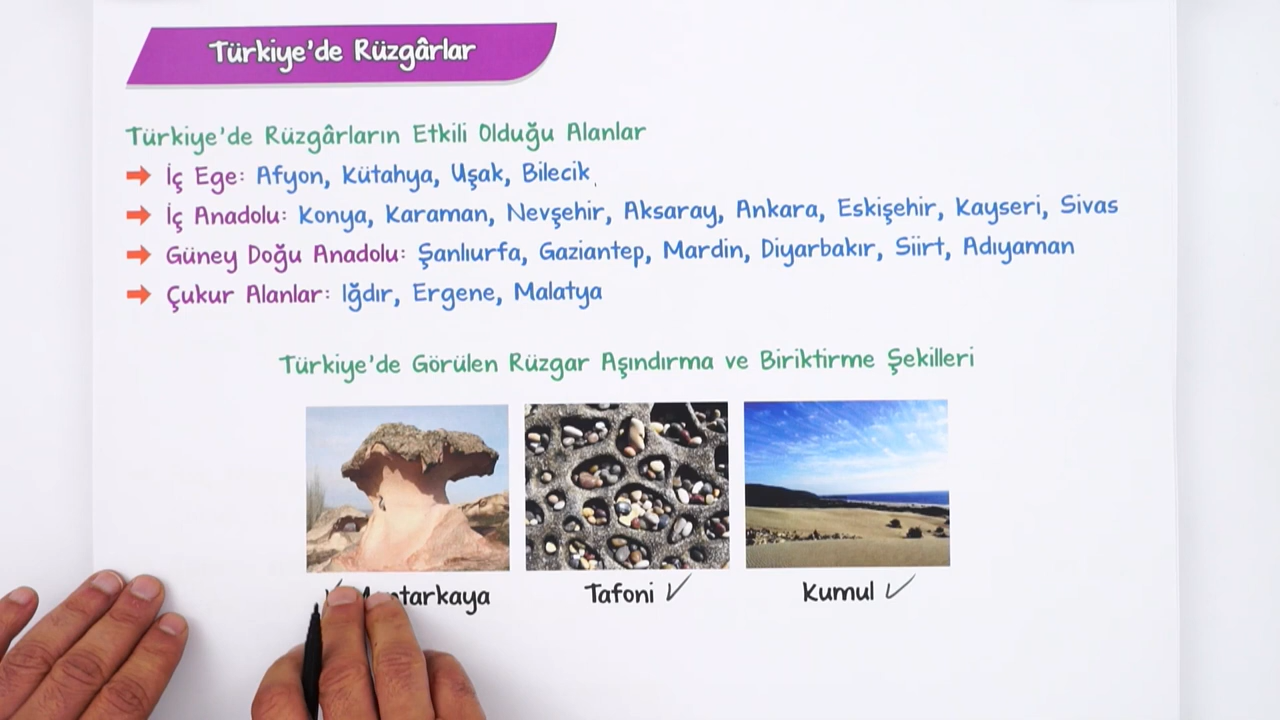 Türkiye'de Rüzgârlar
Türkiye'de Rüzgârların Etkili Olduğu Alanlar
İç Ege: Afyon, Kütahya, Uşak, Bilecik
İç Anadolu: Konya, Karaman, Nevşehir, Aksaray, Ankara, Eskişehir, Kayseri, Sivas
Güney Doğu Anadolu: Şanlıurfa, Gaziantep, Mardin, Diyarbakır, Siirt, Adıyaman
Çukur Alanlar: Iğdır, Ergene, Malatya
Türkiye'de Görülen Rüzgar Aşındırma ve Biriktirme Şekilleri
Tafoni
Kumul